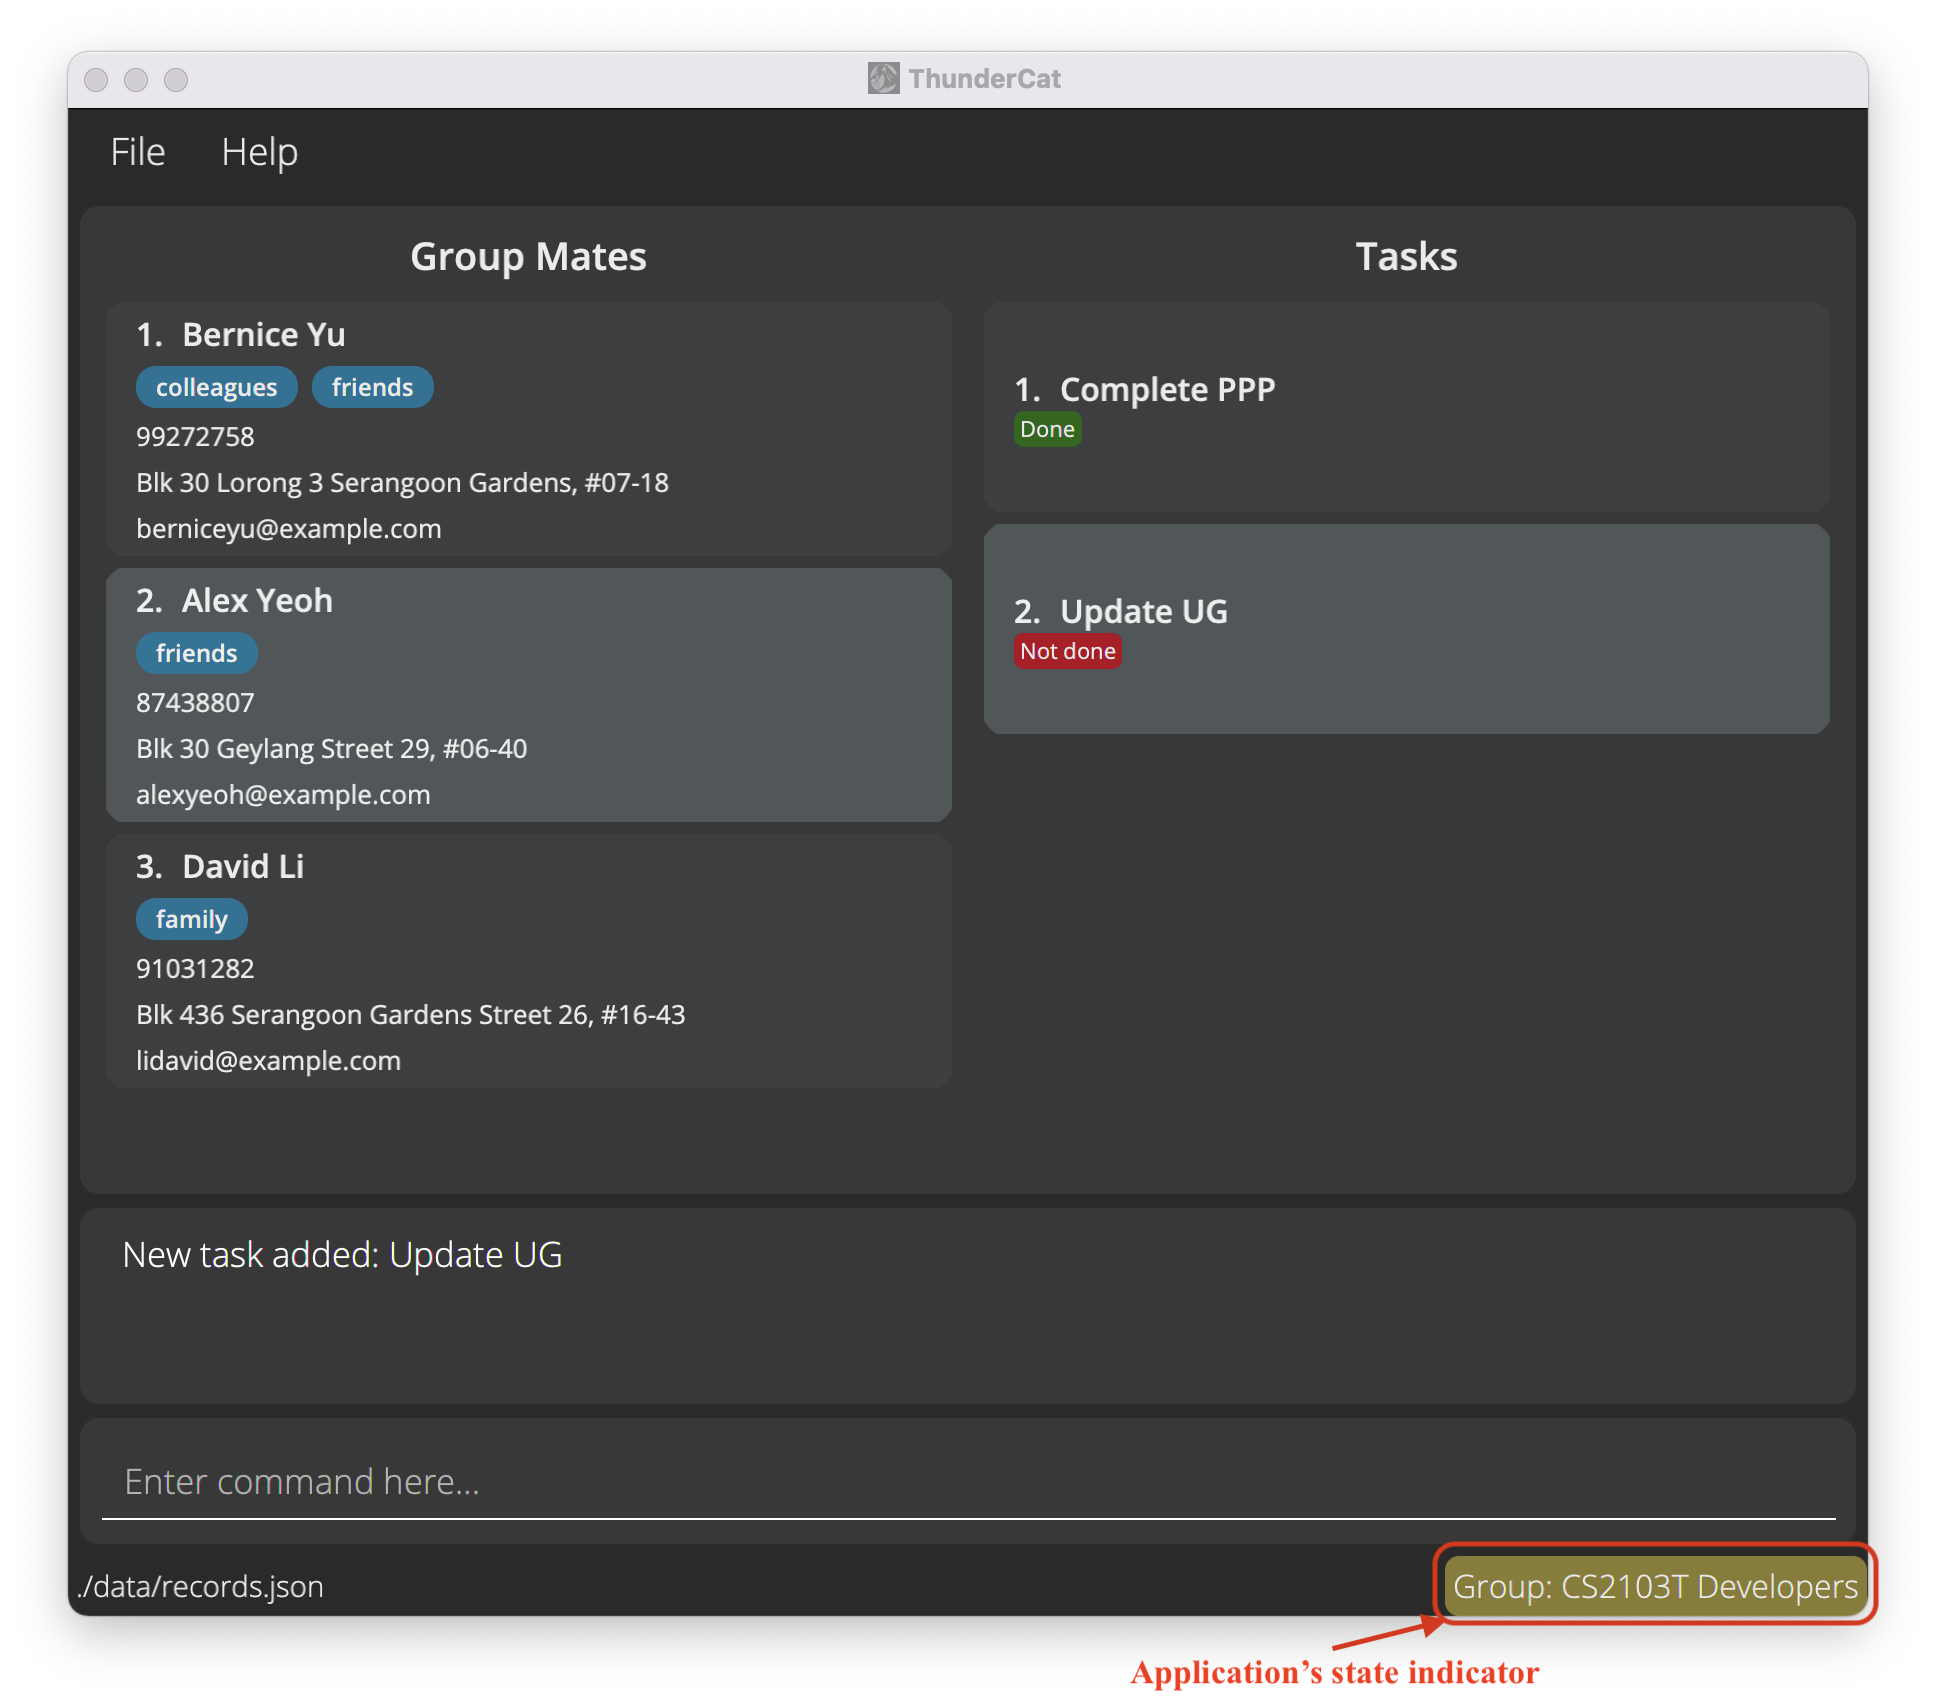 ThunderCat
File Help
Group Mates
1. Bernice Yu
colleagues friends
99272758
Blk 30 Lorong 3 Serangoon Gardens, #07-18
berniceyu@example.com
2. Alex Yeoh
friends
87438807
Blk 30 Geylang Street 29, #06-40
alexyeoh@example.com
3. David Li
family
91031282
Blk 436 Serangoon Gardens Street 26, #16-43
lidavid@example.com
Tasks
1. Complete PPP
Done
2. Update UG
Not done
New task added: Update UG
Enter command here...
./data/records.json
Group: CS2103T Developers
Application’s state indicator